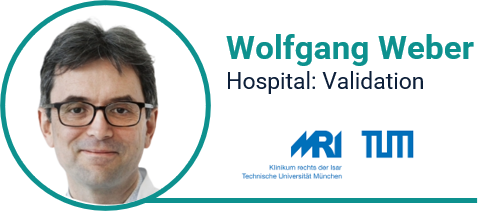 Wolfgang Weber
Hospital: Validation
MRI TUM
Klinikum rechts der Isar
Technische Universität München